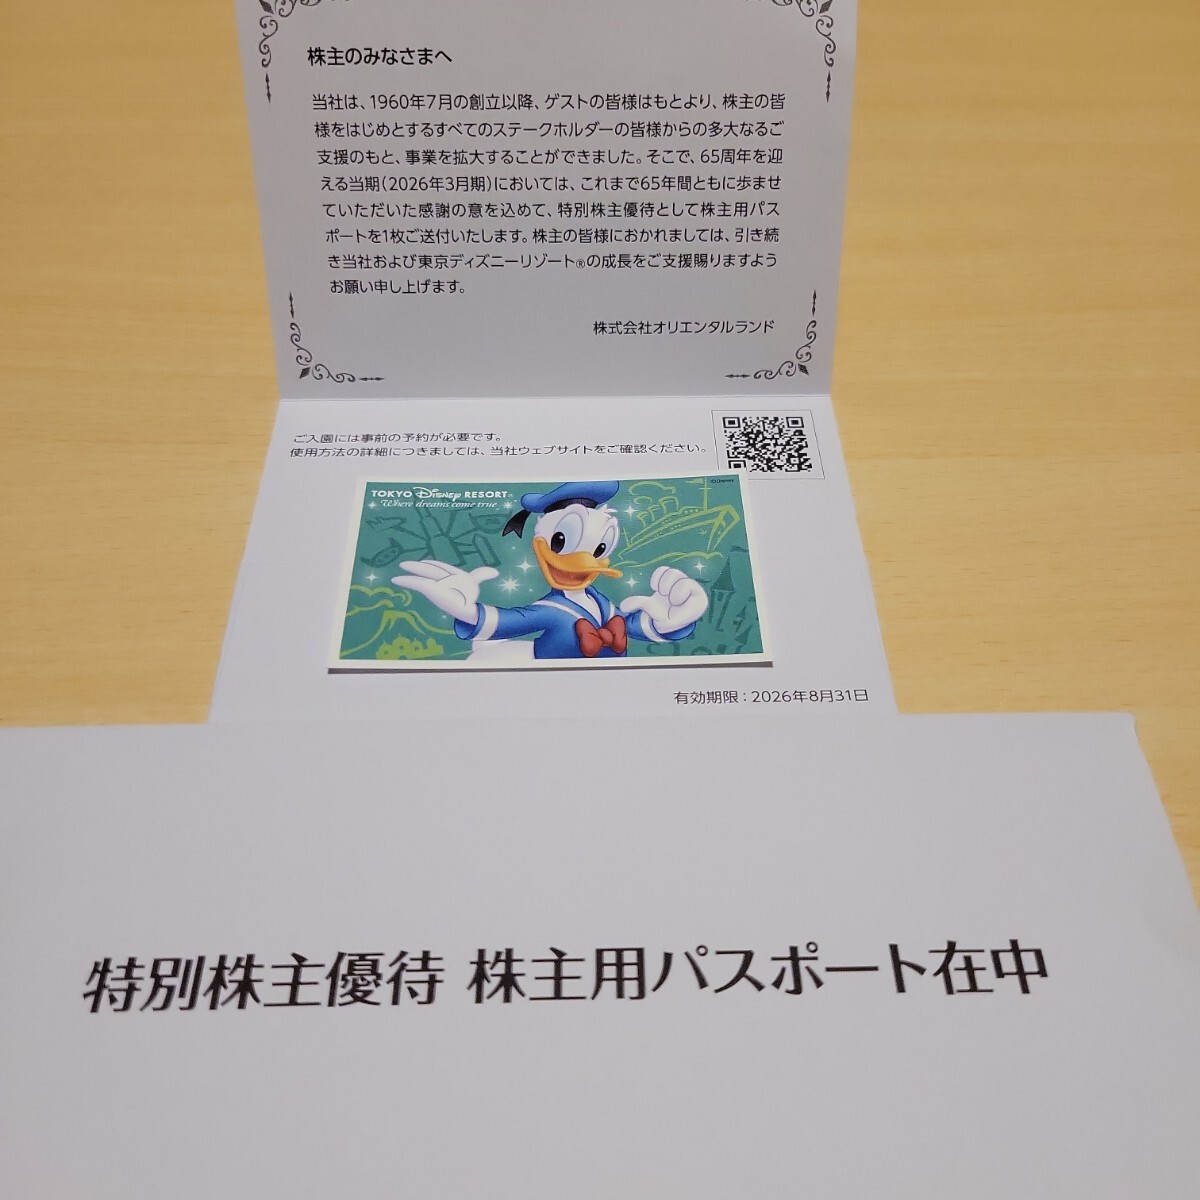 株主のみなさまへ
当社は、1960年7月の創立以降、ゲストの皆様はもとより、株主の皆
様をはじめとするすべてのステークホルダーの皆様からの多大なるご
支援のもと、事業を拡大することができました。そこで、65周年を迎
える当期(2026年3月期)においては、これまで65年間ともに歩ませ
ていただいた感謝の意を込めて、特別株主優待として株主用パス
ポートを1枚ご送付いたします。株主の皆様におかれましては、引き続
き当社および東京ディズニーリゾート®の成長をご支援賜りますよう
お願い申し上げます。
株式会社オリエンタルランド
ご入園には事前の予約が必要です。
使用方法の詳細につきましては、当社ウェブサイトをご確認ください。
©Disney
TOKYO Disney RESORT®
Where dreams come true
有効期限：2026年8月31日
特別株主優待 株主用パスポート在中